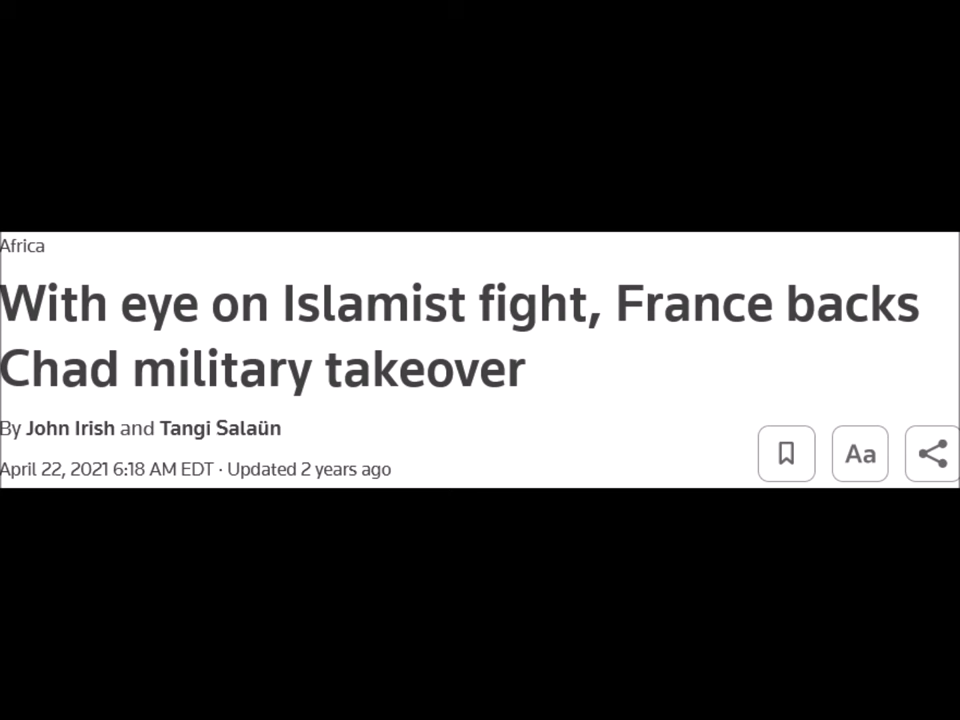 Africa
With eye on Islamist fight, France backs
Chad military takeover
By John Irish and Tangi Salaün
April 22, 2021 6:18 AM EDT · Updated 2 years ago
Aa